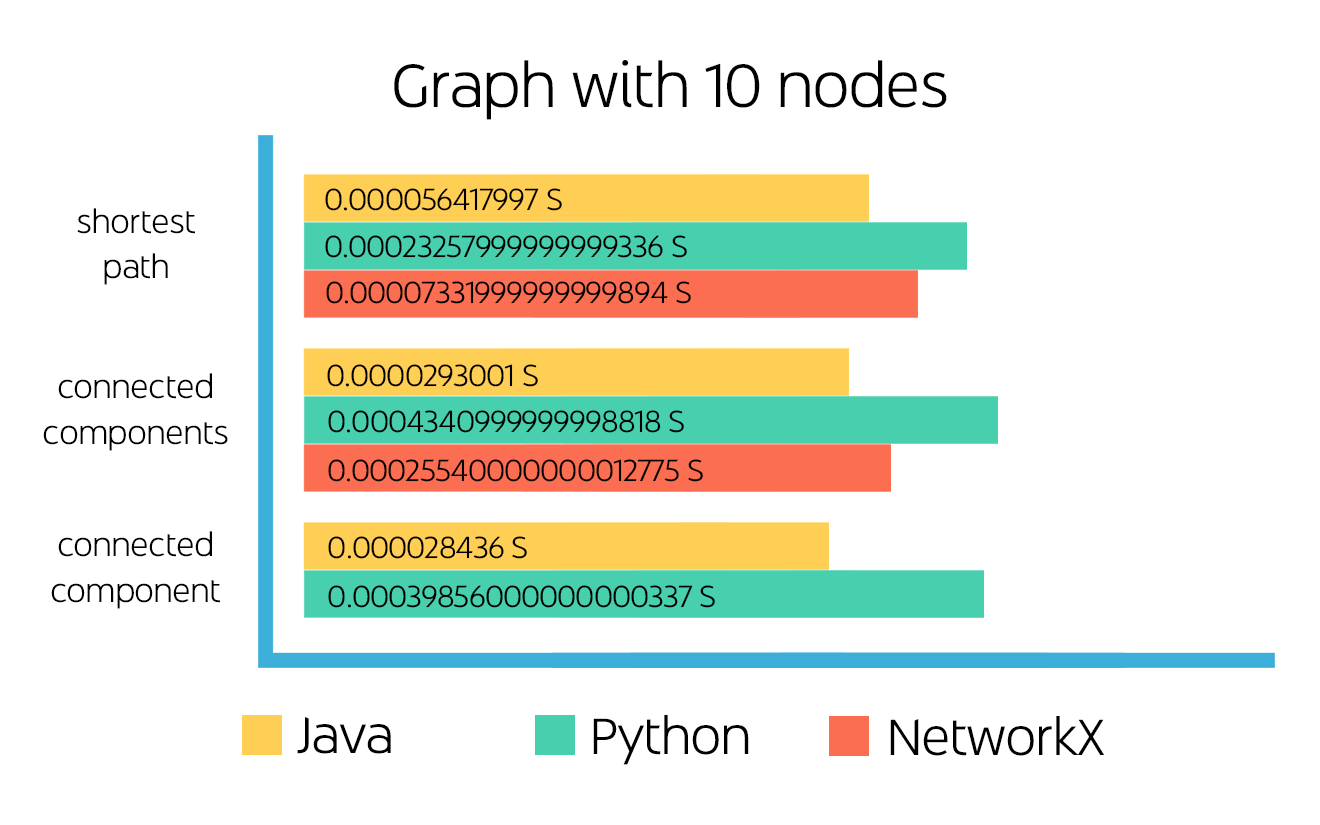 Graph with 10 nodes
shortest
path
0.000056417997 S
0.00023257999999999336 S
0.00007331999999999894 S
connected
components
0.0000293001 S
0.0004340999999998818 S
0.00025540000000012775 S
connected
component
0.000028436 S
0.00039856000000000337 S
Java
Python
NetworkX